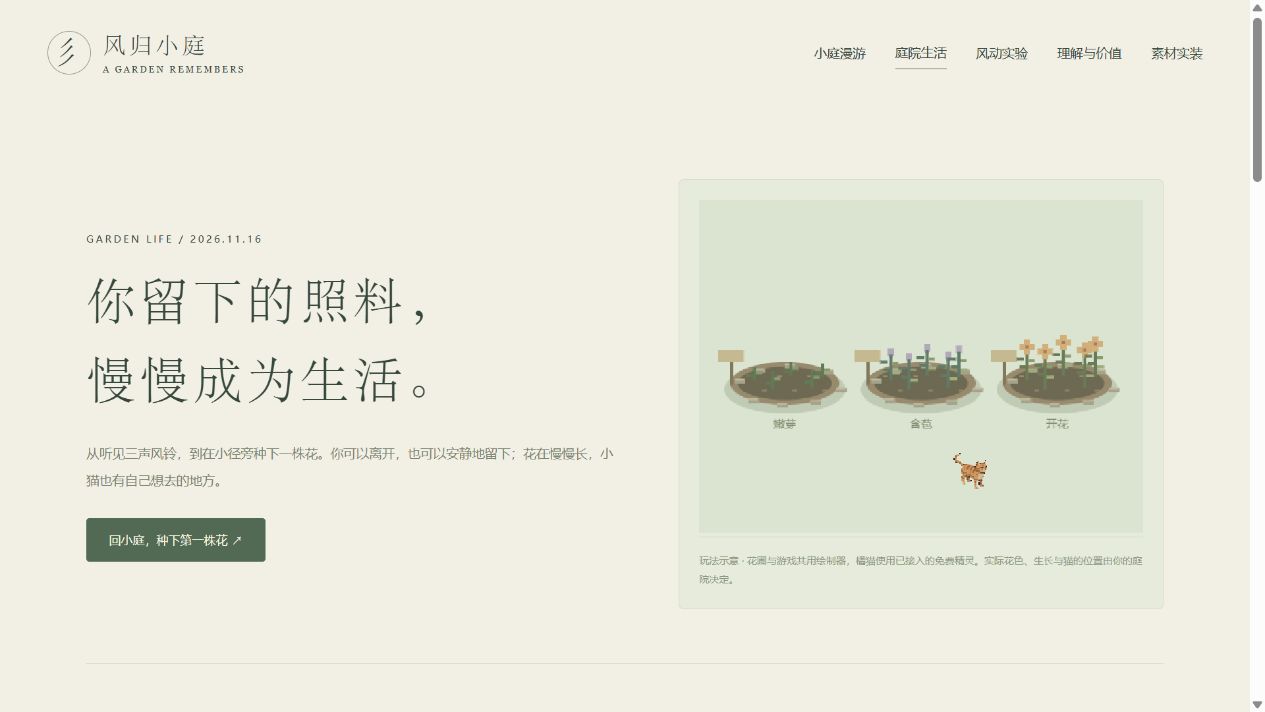 风归小庭
A GARDEN REMEMBERS
小庭漫游 庭院生活 风动实验 理解与价值 素材实装
GARDEN LIFE / 2026.11.16
你留下的照料，
慢慢成为生活。
从听见三声风铃，到在小径旁种下一株花。你可以离开，也可以安静地留下；花在慢慢长，小
猫也有自己想去的地方。
回小庭，种下第一株花 ↗
嫩芽 含苞 开花
玩法示意 · 花圃与游戏共用绘制器，橘猫使用已接入的免费精灵。实际花色、生长与猫的位置由你的庭
院决定。